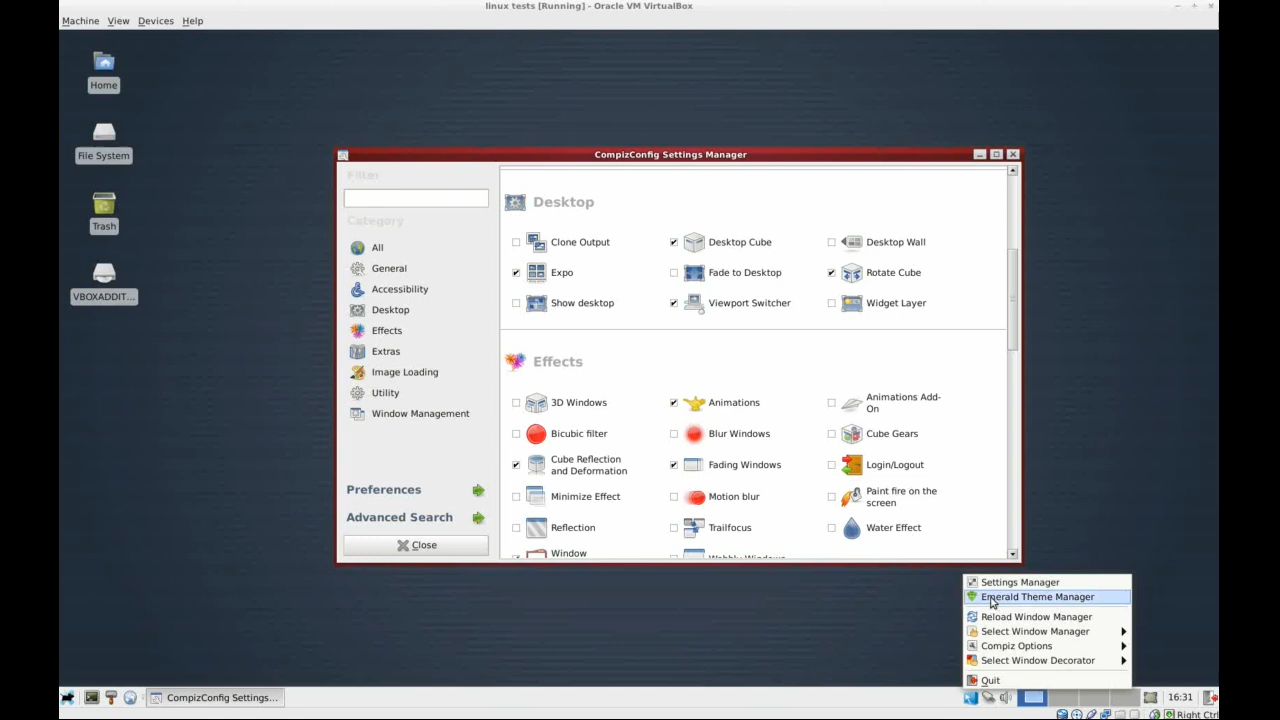 linux tests [Running] - Oracle VM VirtualBox
Machine View Devices Help
Home
File System
Trash
VBOXADDIT...
CompizConfig Settings Manager
Filter
Category
All
General
Accessibility
Desktop
Effects
Extras
Image Loading
Utility
Window Management
Preferences
Advanced Search
Close
Desktop
Clone Output Desktop Cube Desktop Wall
Expo Fade to Desktop Rotate Cube
Show desktop Viewport Switcher Widget Layer
Effects
3D Windows Animations Animations Add-
On
Bicubic filter Blur Windows Cube Gears
Cube Reflection
and Deformation Fading Windows Login/Logout
Minimize Effect Motion blur Paint fire on the
screen
Reflection Trailfocus Water Effect
Window Wobbly Windows
Settings Manager
Emerald Theme Manager
Reload Window Manager
Select Window Manager
Compiz Options
Select Window Decorator
Quit
CompizConfig Settings...
16:31
Right Ctrl